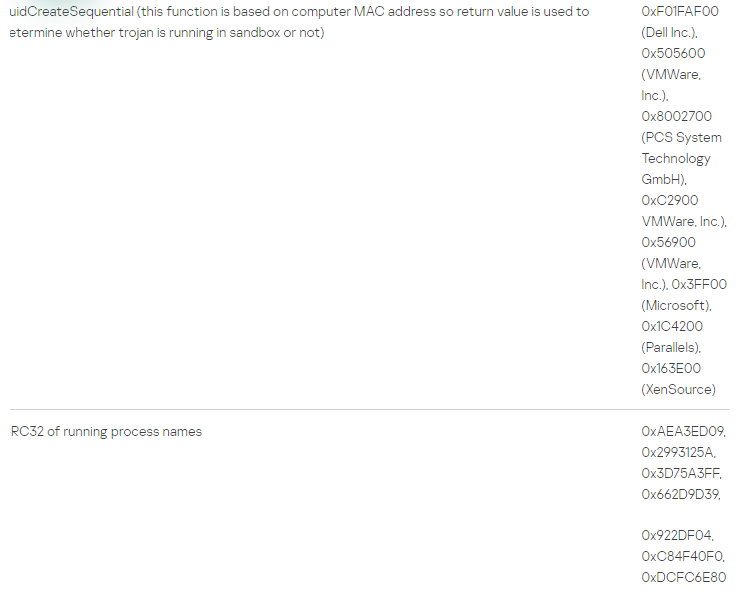 uidCreateSequential (this function is based on computer MAC address so return value is used to
etermine whether trojan is running in sandbox or not)
0xF01FAF00
(Dell Inc.),
0x505600
(VMWare,
Inc.),
0x8002700
(PCS System
Technology
GmbH),
0xC2900
VMWare, Inc.),
0x56900
(VMWare,
Inc.), 0x3FF00
(Microsoft),
0x1C4200
(Parallels),
0x163E00
(XenSource)
RC32 of running process names
0xAEA3ED09,
0x2993125A,
0x3D75A3FF,
0x662D9D39,
0x922DF04,
0xC84F40F0,
0xDCFC6E80